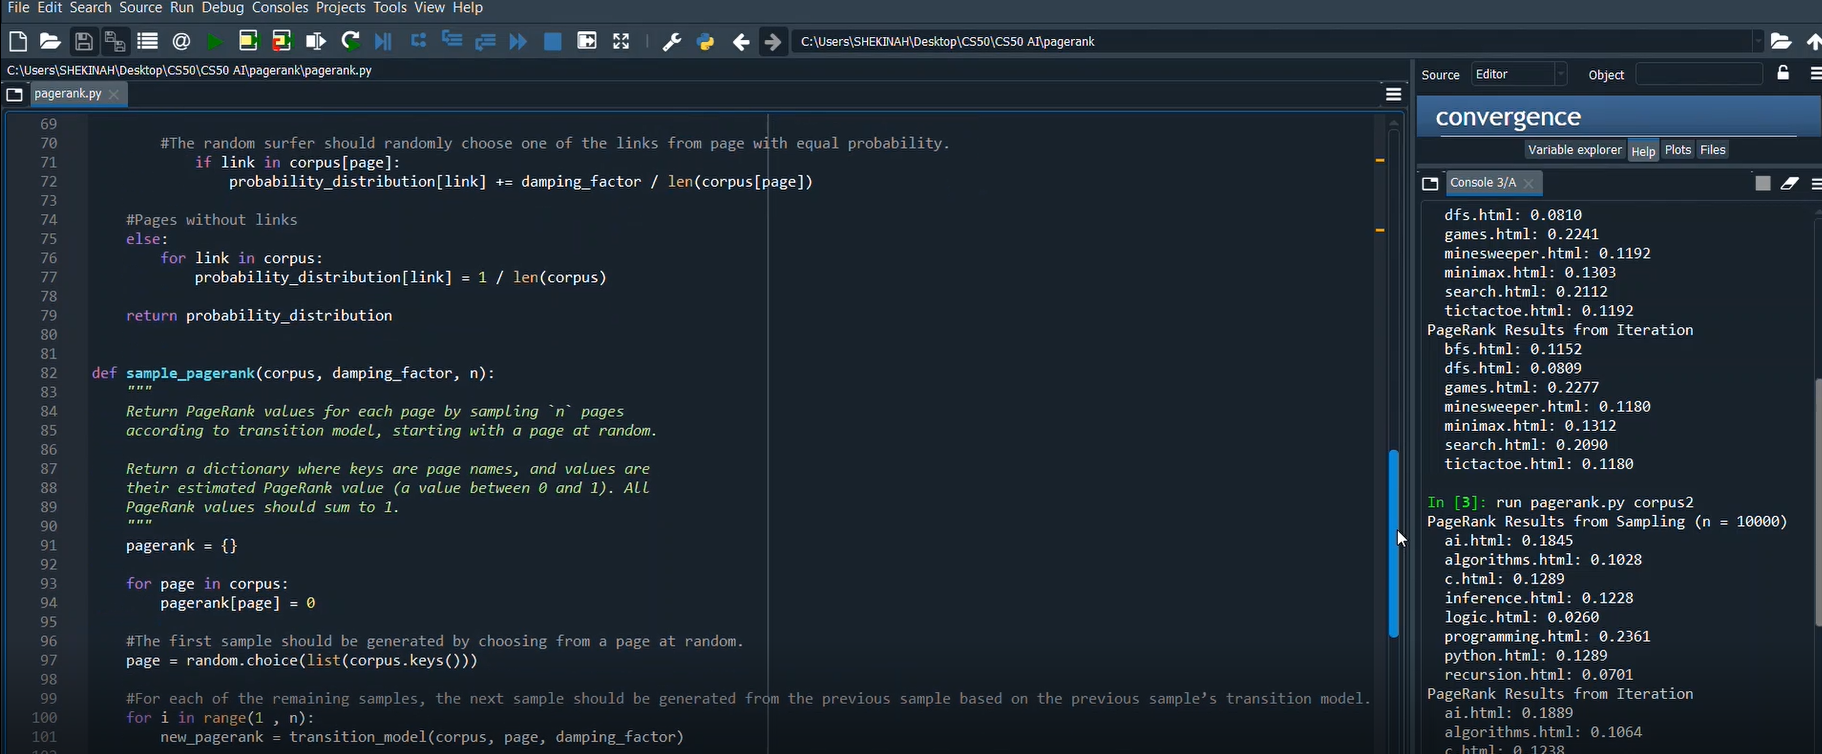 File Edit Search Source Run Debug Consoles Projects Tools View Help
C:\Users\SHEKINAH\Desktop\CS50\CS50 AI\pagerank
C:\Users\SHEKINAH\Desktop\CS50\CS50 AI\pagerank\pagerank.py
pagerank.py
69
70 #The random surfer should randomly choose one of the links from page with equal probability.
71 if link in corpus[page]:
72 probability_distribution[link] += damping_factor / len(corpus[page])
73
74 #Pages without links
75 else:
76 for link in corpus:
77 probability_distribution[link] = 1 / len(corpus)
78
79 return probability_distribution
80
81
82 def sample_pagerank(corpus, damping_factor, n):
83 """
84 Return PageRank values for each page by sampling `n` pages
85 according to transition model, starting with a page at random.
86
87 Return a dictionary where keys are page names, and values are
88 their estimated PageRank value (a value between 0 and 1). All
89 PageRank values should sum to 1.
90 """
91 pagerank = {}
92
93 for page in corpus:
94 pagerank[page] = 0
95
96 #The first sample should be generated by choosing from a page at random.
97 page = random.choice(list(corpus.keys()))
98
99 #For each of the remaining samples, the next sample should be generated from the previous sample based on the previous sample’s transition model.
100 for i in range(1 , n):
101 new_pagerank = transition_model(corpus, page, damping_factor)
Source Editor Object
convergence
Variable explorer Help Plots Files
Console 3/A
dfs.html: 0.0810
games.html: 0.2241
minesweeper.html: 0.1192
minimax.html: 0.1303
search.html: 0.2112
tictactoe.html: 0.1192
PageRank Results from Iteration
bfs.html: 0.1152
dfs.html: 0.0809
games.html: 0.2277
minesweeper.html: 0.1180
minimax.html: 0.1312
search.html: 0.2090
tictactoe.html: 0.1180
In [3]: run pagerank.py corpus2
PageRank Results from Sampling (n = 10000)
ai.html: 0.1845
algorithms.html: 0.1028
c.html: 0.1289
inference.html: 0.1228
logic.html: 0.0260
programming.html: 0.2361
python.html: 0.1289
recursion.html: 0.0701
PageRank Results from Iteration
ai.html: 0.1889
algorithms.html: 0.1064
c.html: 0.1238